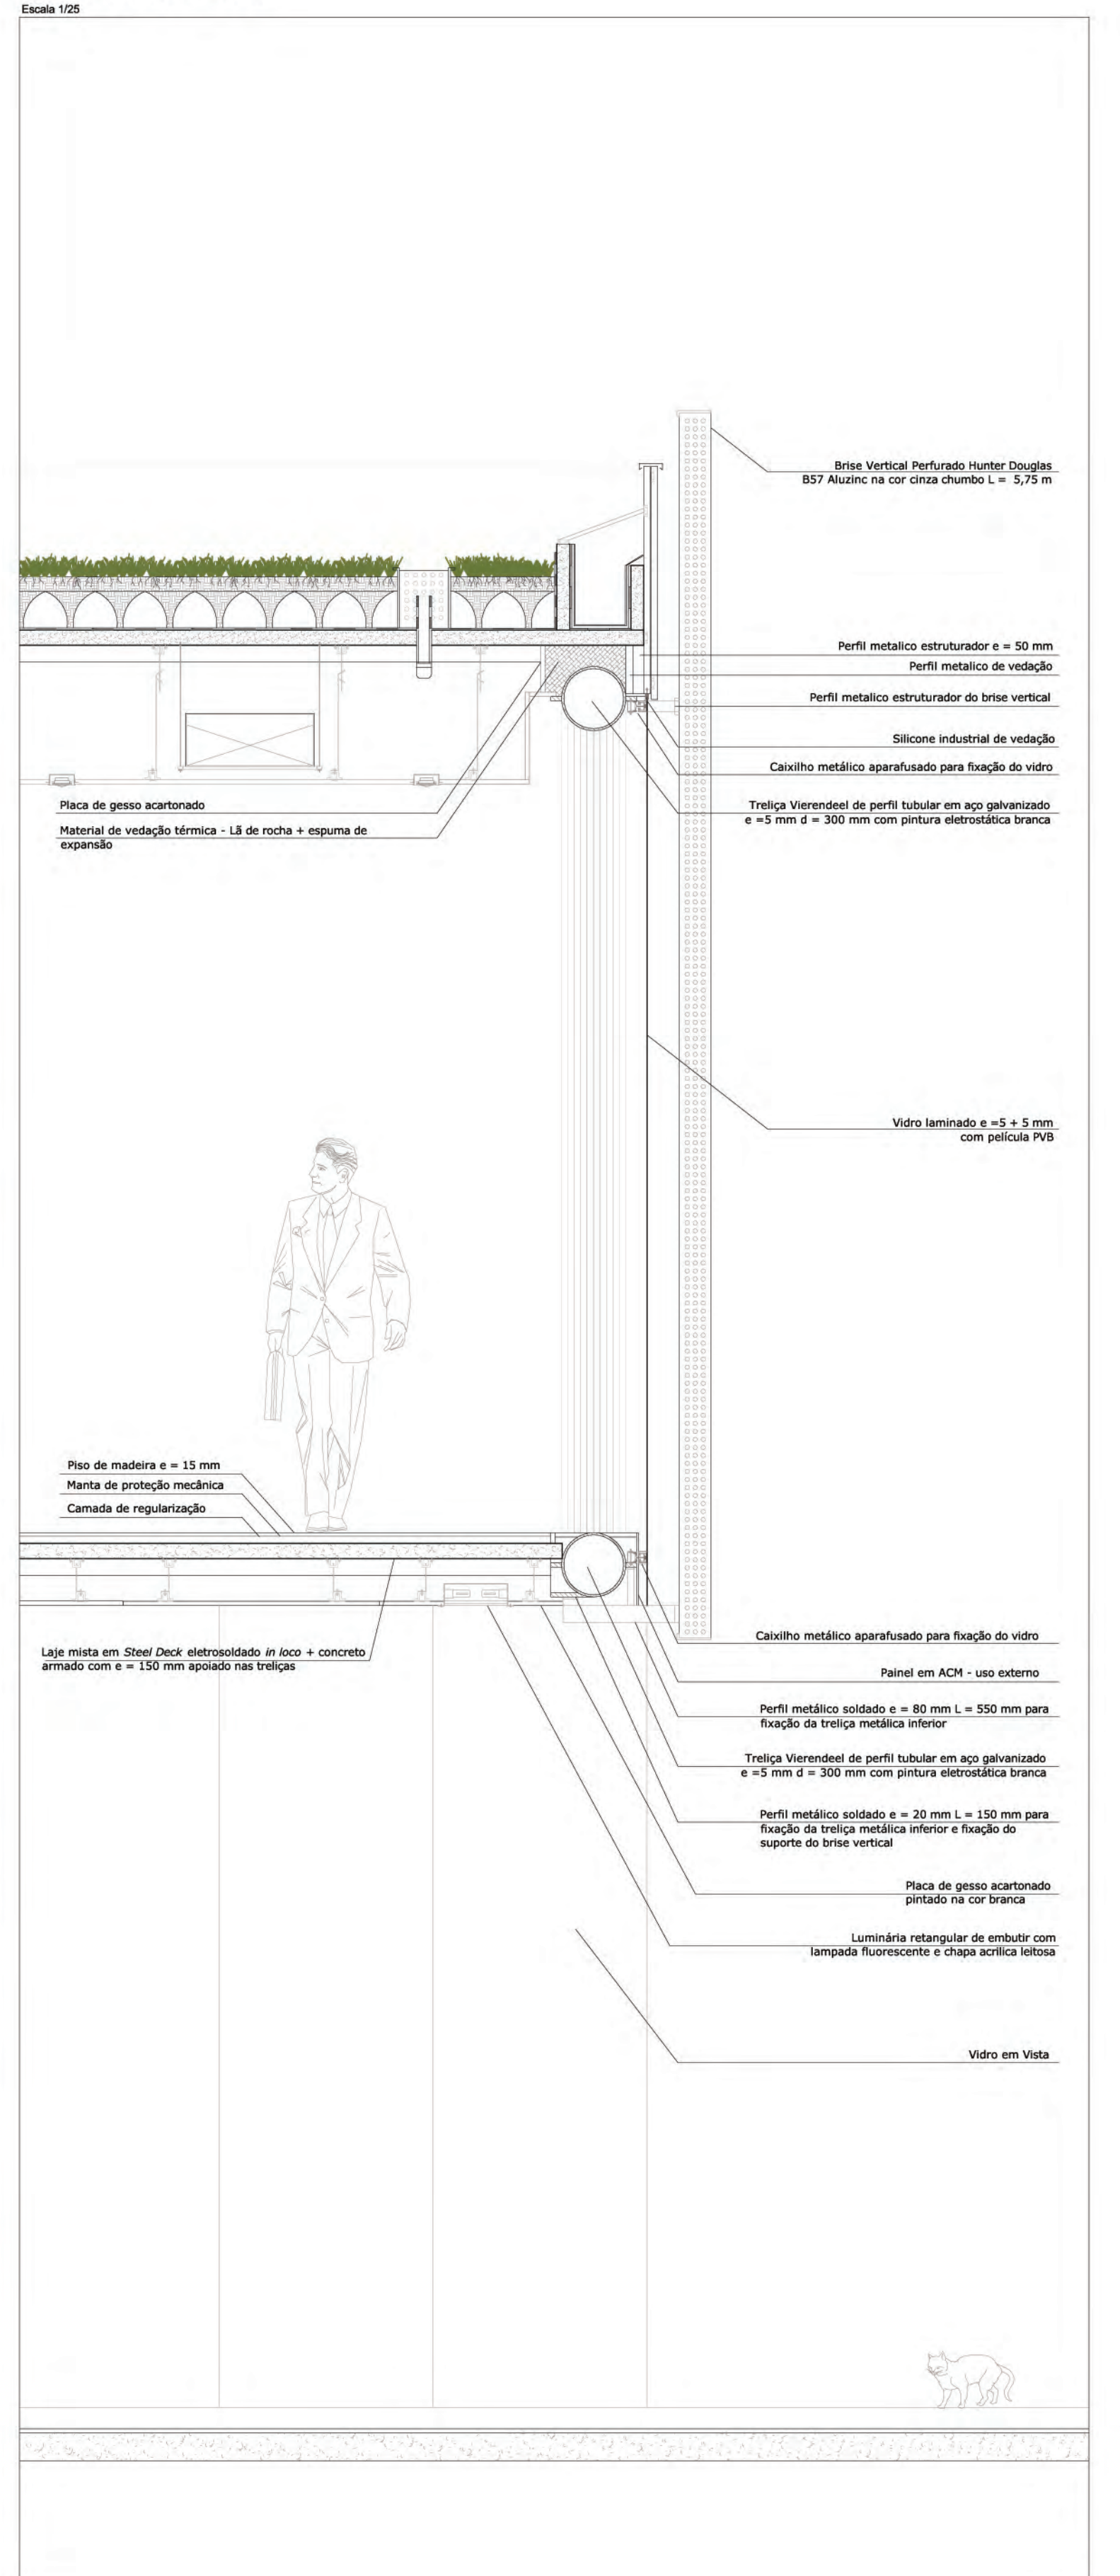 Escala 1/25
Brise Vertical Perfurado Hunter Douglas
B57 Aluzinc na cor cinza chumbo L = 5,75 m
Perfil metalico estruturador e = 50 mm
Perfil metalico de vedação
Perfil metalico estruturador do brise vertical
Silicone industrial de vedação
Caixilho metálico aparafusado para fixação do vidro
Treliça Vierendeel de perfil tubular em aço galvanizado
e =5 mm d = 300 mm com pintura eletrostática branca
Placa de gesso acartonado
Material de vedação térmica - Lã de rocha + espuma de
expansão
Vidro laminado e =5 + 5 mm
com película PVB
Piso de madeira e = 15 mm
Manta de proteção mecânica
Camada de regularização
Laje mista em Steel Deck eletrosoldado in loco + concreto
armado com e = 150 mm apoiado nas treliças
Caixilho metálico aparafusado para fixação do vidro
Painel em ACM - uso externo
Perfil metálico soldado e = 80 mm L = 550 mm para
fixação da treliça metálica inferior
Treliça Vierendeel de perfil tubular em aço galvanizado
e =5 mm d = 300 mm com pintura eletrostática branca
Perfil metálico soldado e = 20 mm L = 150 mm para
fixação da treliça metálica inferior e fixação do
suporte do brise vertical
Placa de gesso acartonado
pintado na cor branca
Luminária retangular de embutir com
lampada fluorescente e chapa acrilica leitosa
Vidro em Vista